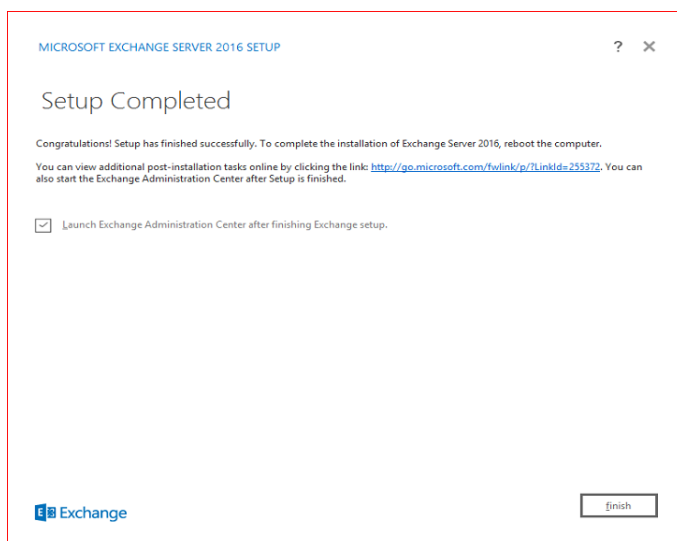 MICROSOFT EXCHANGE SERVER 2016 SETUP ? ✕
Setup Completed
Congratulations! Setup has finished successfully. To complete the installation of Exchange Server 2016, reboot the computer.
You can view additional post-installation tasks online by clicking the link: http://go.microsoft.com/fwlink/p/?LinkId=255372. You can
also start the Exchange Administration Center after Setup is finished.
Launch Exchange Administration Center after finishing Exchange setup.
Exchange
finish